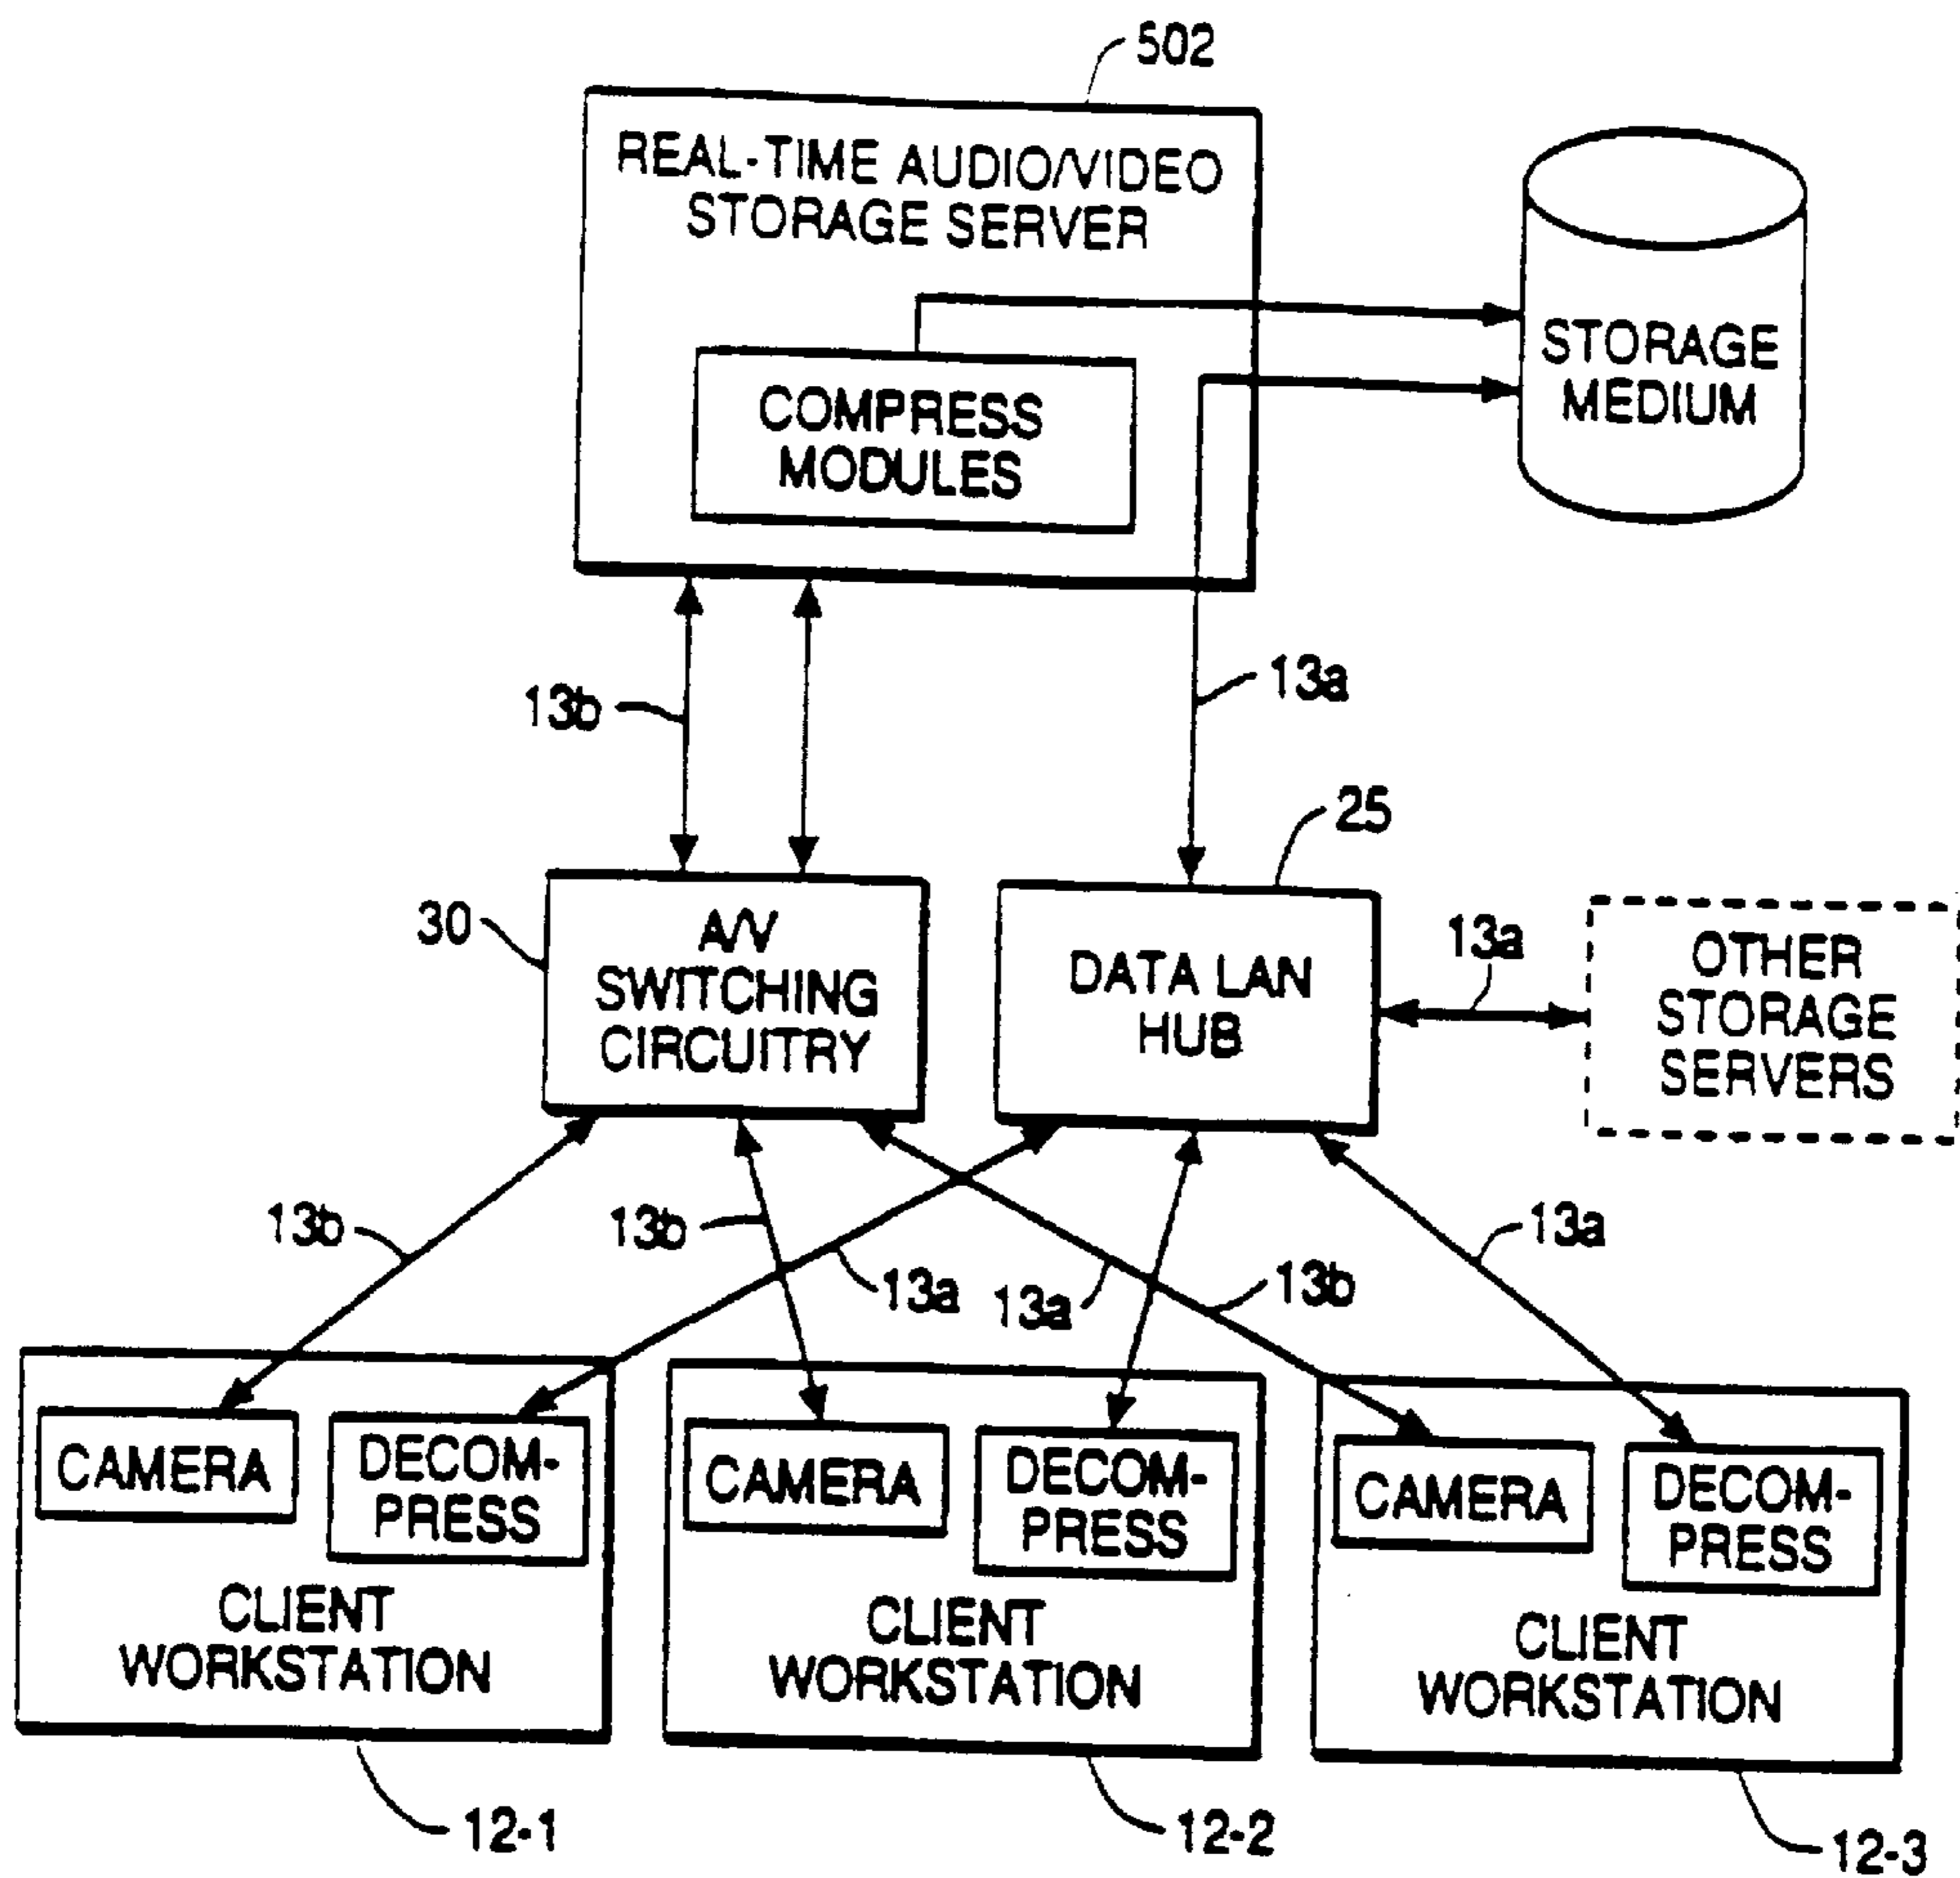 502
REAL-TIME AUDIO/VIDEO
STORAGE SERVER
COMPRESS
MODULES
STORAGE
MEDIUM
13b
13a
25
30
A/V
SWITCHING
CIRCUITRY
DATA LAN
HUB
13a
OTHER
STORAGE
SERVERS
13b
13b
13a
13a
13b
13a
CAMERA
DECOM-
PRESS
CLIENT
WORKSTATION
CAMERA
DECOM-
PRESS
CLIENT
WORKSTATION
CAMERA
DECOM-
PRESS
CLIENT
WORKSTATION
12-1
12-2
12-3